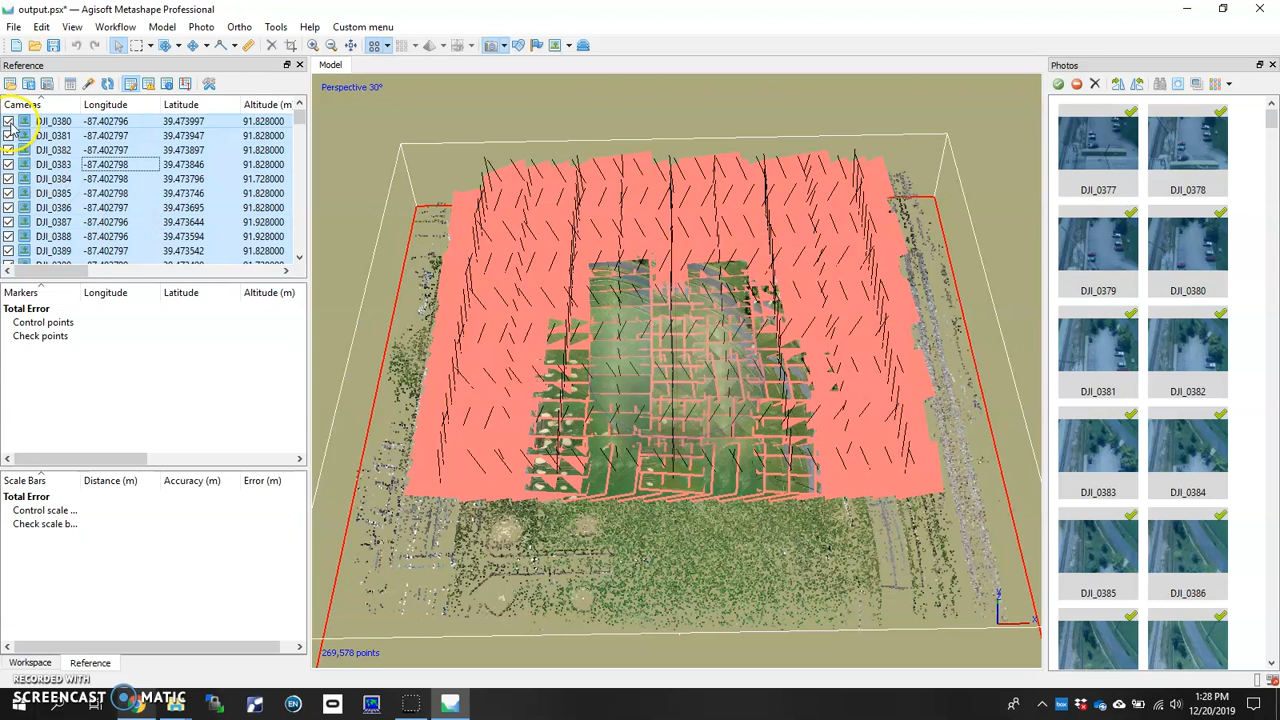 output.psx* — Agisoft Metashape Professional
File Edit View Workflow Model Photo Ortho Tools Help Custom menu
Reference
Model
Photos
Cameras Longitude Latitude Altitude (m
DJI_0380 -87.402796 39.473997 91.828000
DJI_0381 -87.402797 39.473947 91.828000
DJI_0382 -87.402797 39.473897 91.828000
DJI_0383 -87.402798 39.473846 91.828000
DJI_0384 -87.402798 39.473796 91.728000
DJI_0385 -87.402798 39.473746 91.828000
DJI_0386 -87.402796 39.473695 91.828000
DJI_0387 -87.402796 39.473644 91.928000
DJI_0388 -87.402796 39.473594 91.928000
DJI_0389 -87.402797 39.473542 91.828000
Markers Longitude Latitude Altitude (m
Total Error
Control points
Check points
Scale Bars Distance (m) Accuracy (m) Error (m)
Total Error
Control scale ...
Check scale b...
Workspace Reference
Perspective 30°
269,578 points
Z
X
DJI_0377 DJI_0378
DJI_0379 DJI_0380
DJI_0381 DJI_0382
DJI_0383 DJI_0384
DJI_0385 DJI_0386
RECORDED WITH
SCREENCAST MATIC
EN
box
1:28 PM
12/20/2019